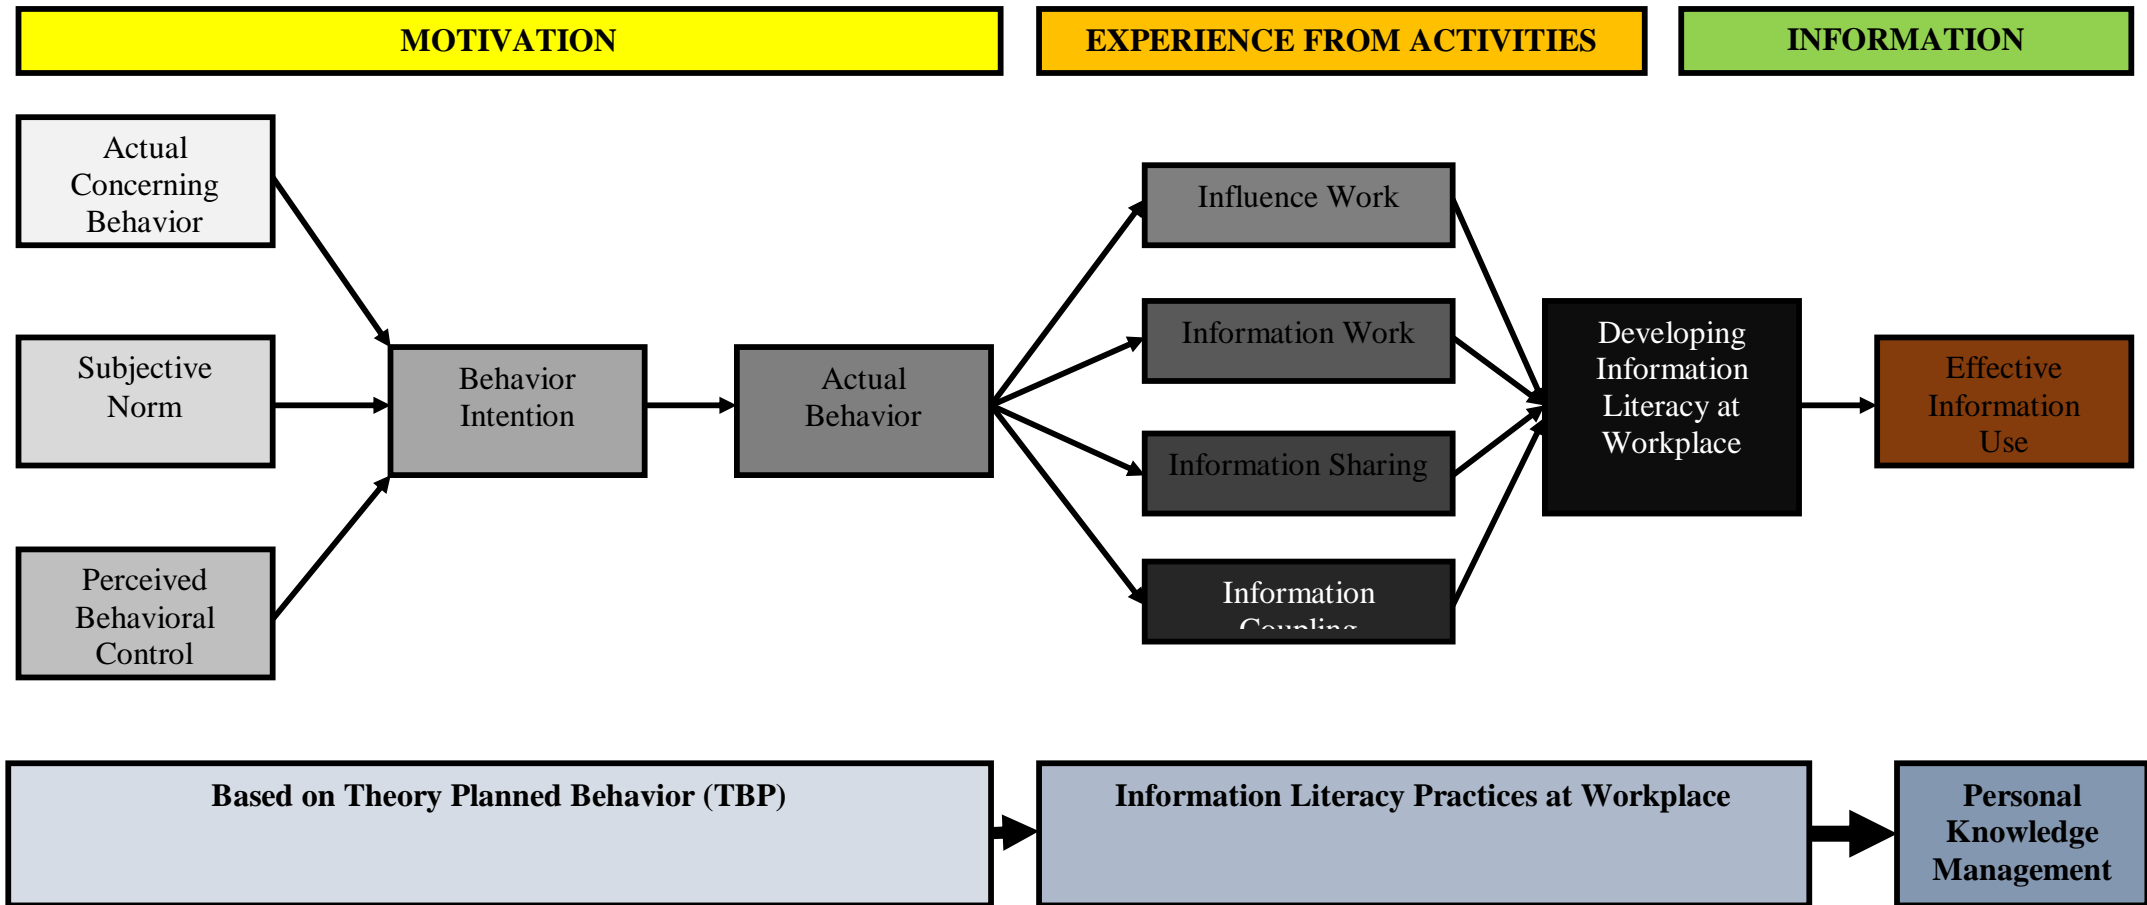 MOTIVATION
EXPERIENCE FROM ACTIVITIES
INFORMATION
Actual
Concerning
Behavior
Subjective
Norm
Perceived
Behavioral
Control
Behavior
Intention
Actual
Behavior
Influence Work
Information Work
Information Sharing
Information
Coupling
Developing
Information
Literacy at
Workplace
Effective
Information
Use
Based on Theory Planned Behavior (TBP)
Information Literacy Practices at Workplace
Personal
Knowledge
Management